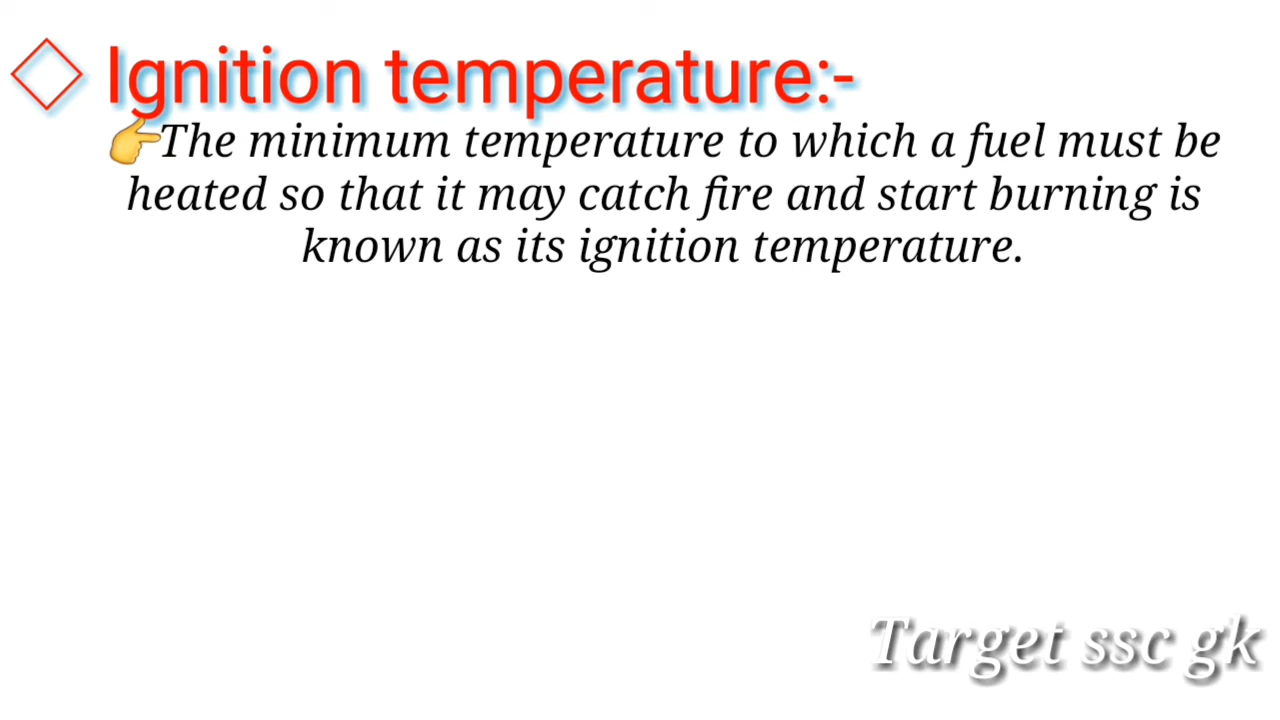 ◇ Ignition temperature:-
👉The minimum temperature to which a fuel must be
heated so that it may catch fire and start burning is
known as its ignition temperature.
Target ssc gk